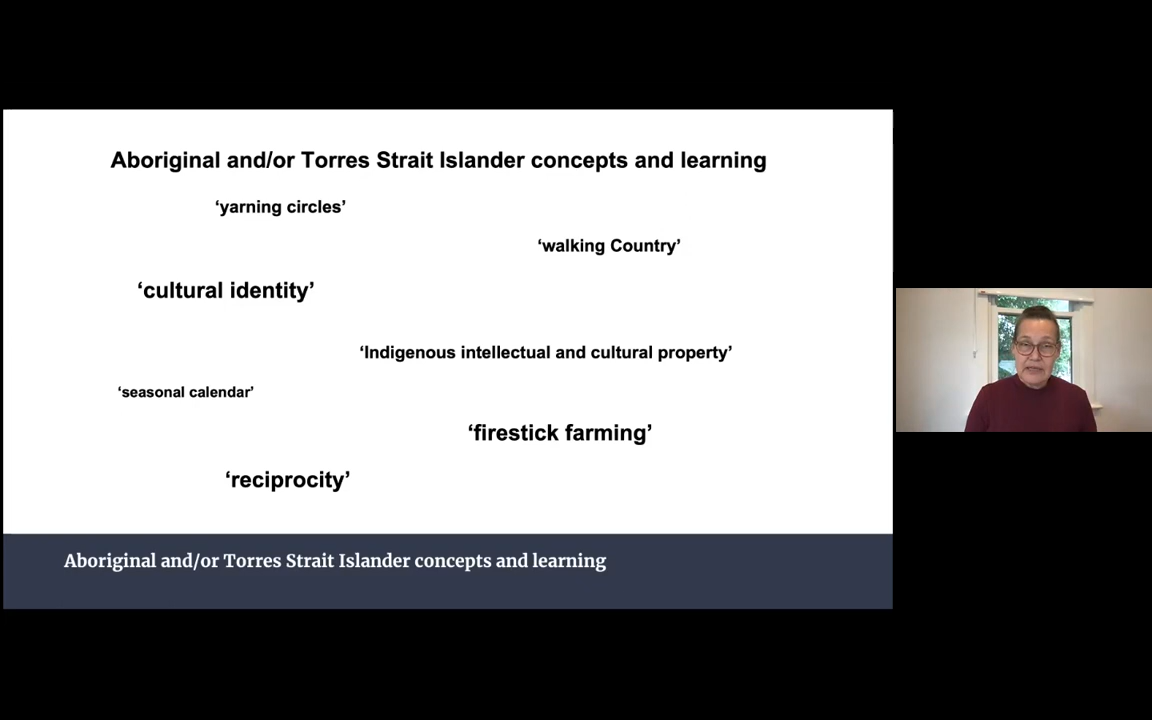 Aboriginal and/or Torres Strait Islander concepts and learning
‘yarning circles’
‘walking Country’
‘cultural identity’
‘Indigenous intellectual and cultural property’
‘seasonal calendar’
‘firestick farming’
‘reciprocity’
Aboriginal and/or Torres Strait Islander concepts and learning